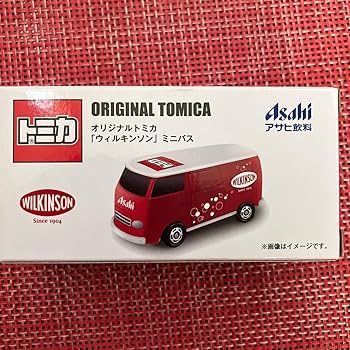 トミカ
ORIGINAL TOMICA
オリジナルトミカ
「ウィルキンソン」ミニバス
Asahi
アサヒ飲料
WILKINSON
Since 1904
Asahi
WILKINSON
※画像はイメージです。